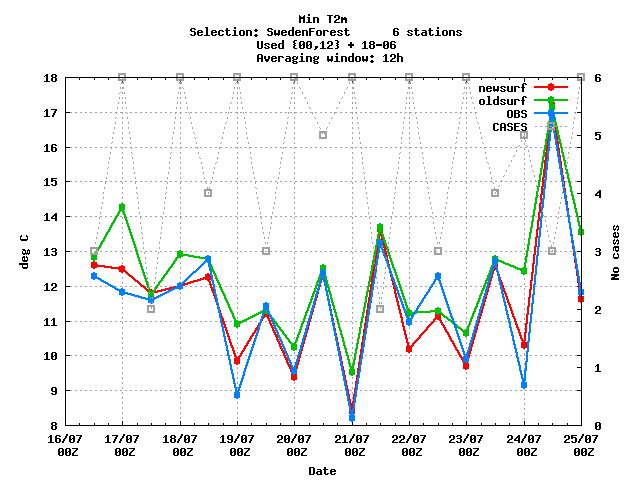 Min T2m
Selection: SwedenForest 6 stations
Used {00,12} + 18-06
Averaging window: 12h
newsurf
oldsurf
OBS
CASES
deg C
18
17
16
15
14
13
12
11
10
9
8
No cases
6
5
4
3
2
1
0
16/07 17/07 18/07 19/07 20/07 21/07 22/07 23/07 24/07 25/07
00Z 00Z 00Z 00Z 00Z 00Z 00Z 00Z 00Z 00Z
Date